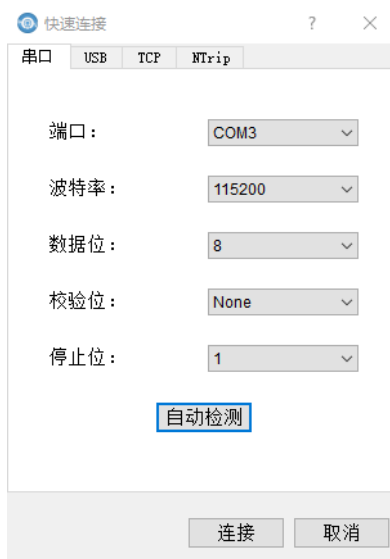 快速连接 ?
串口 USB TCP NTrip
端口： COM3
波特率： 115200
数据位： 8
校验位： None
停止位： 1
自动检测
连接 取消